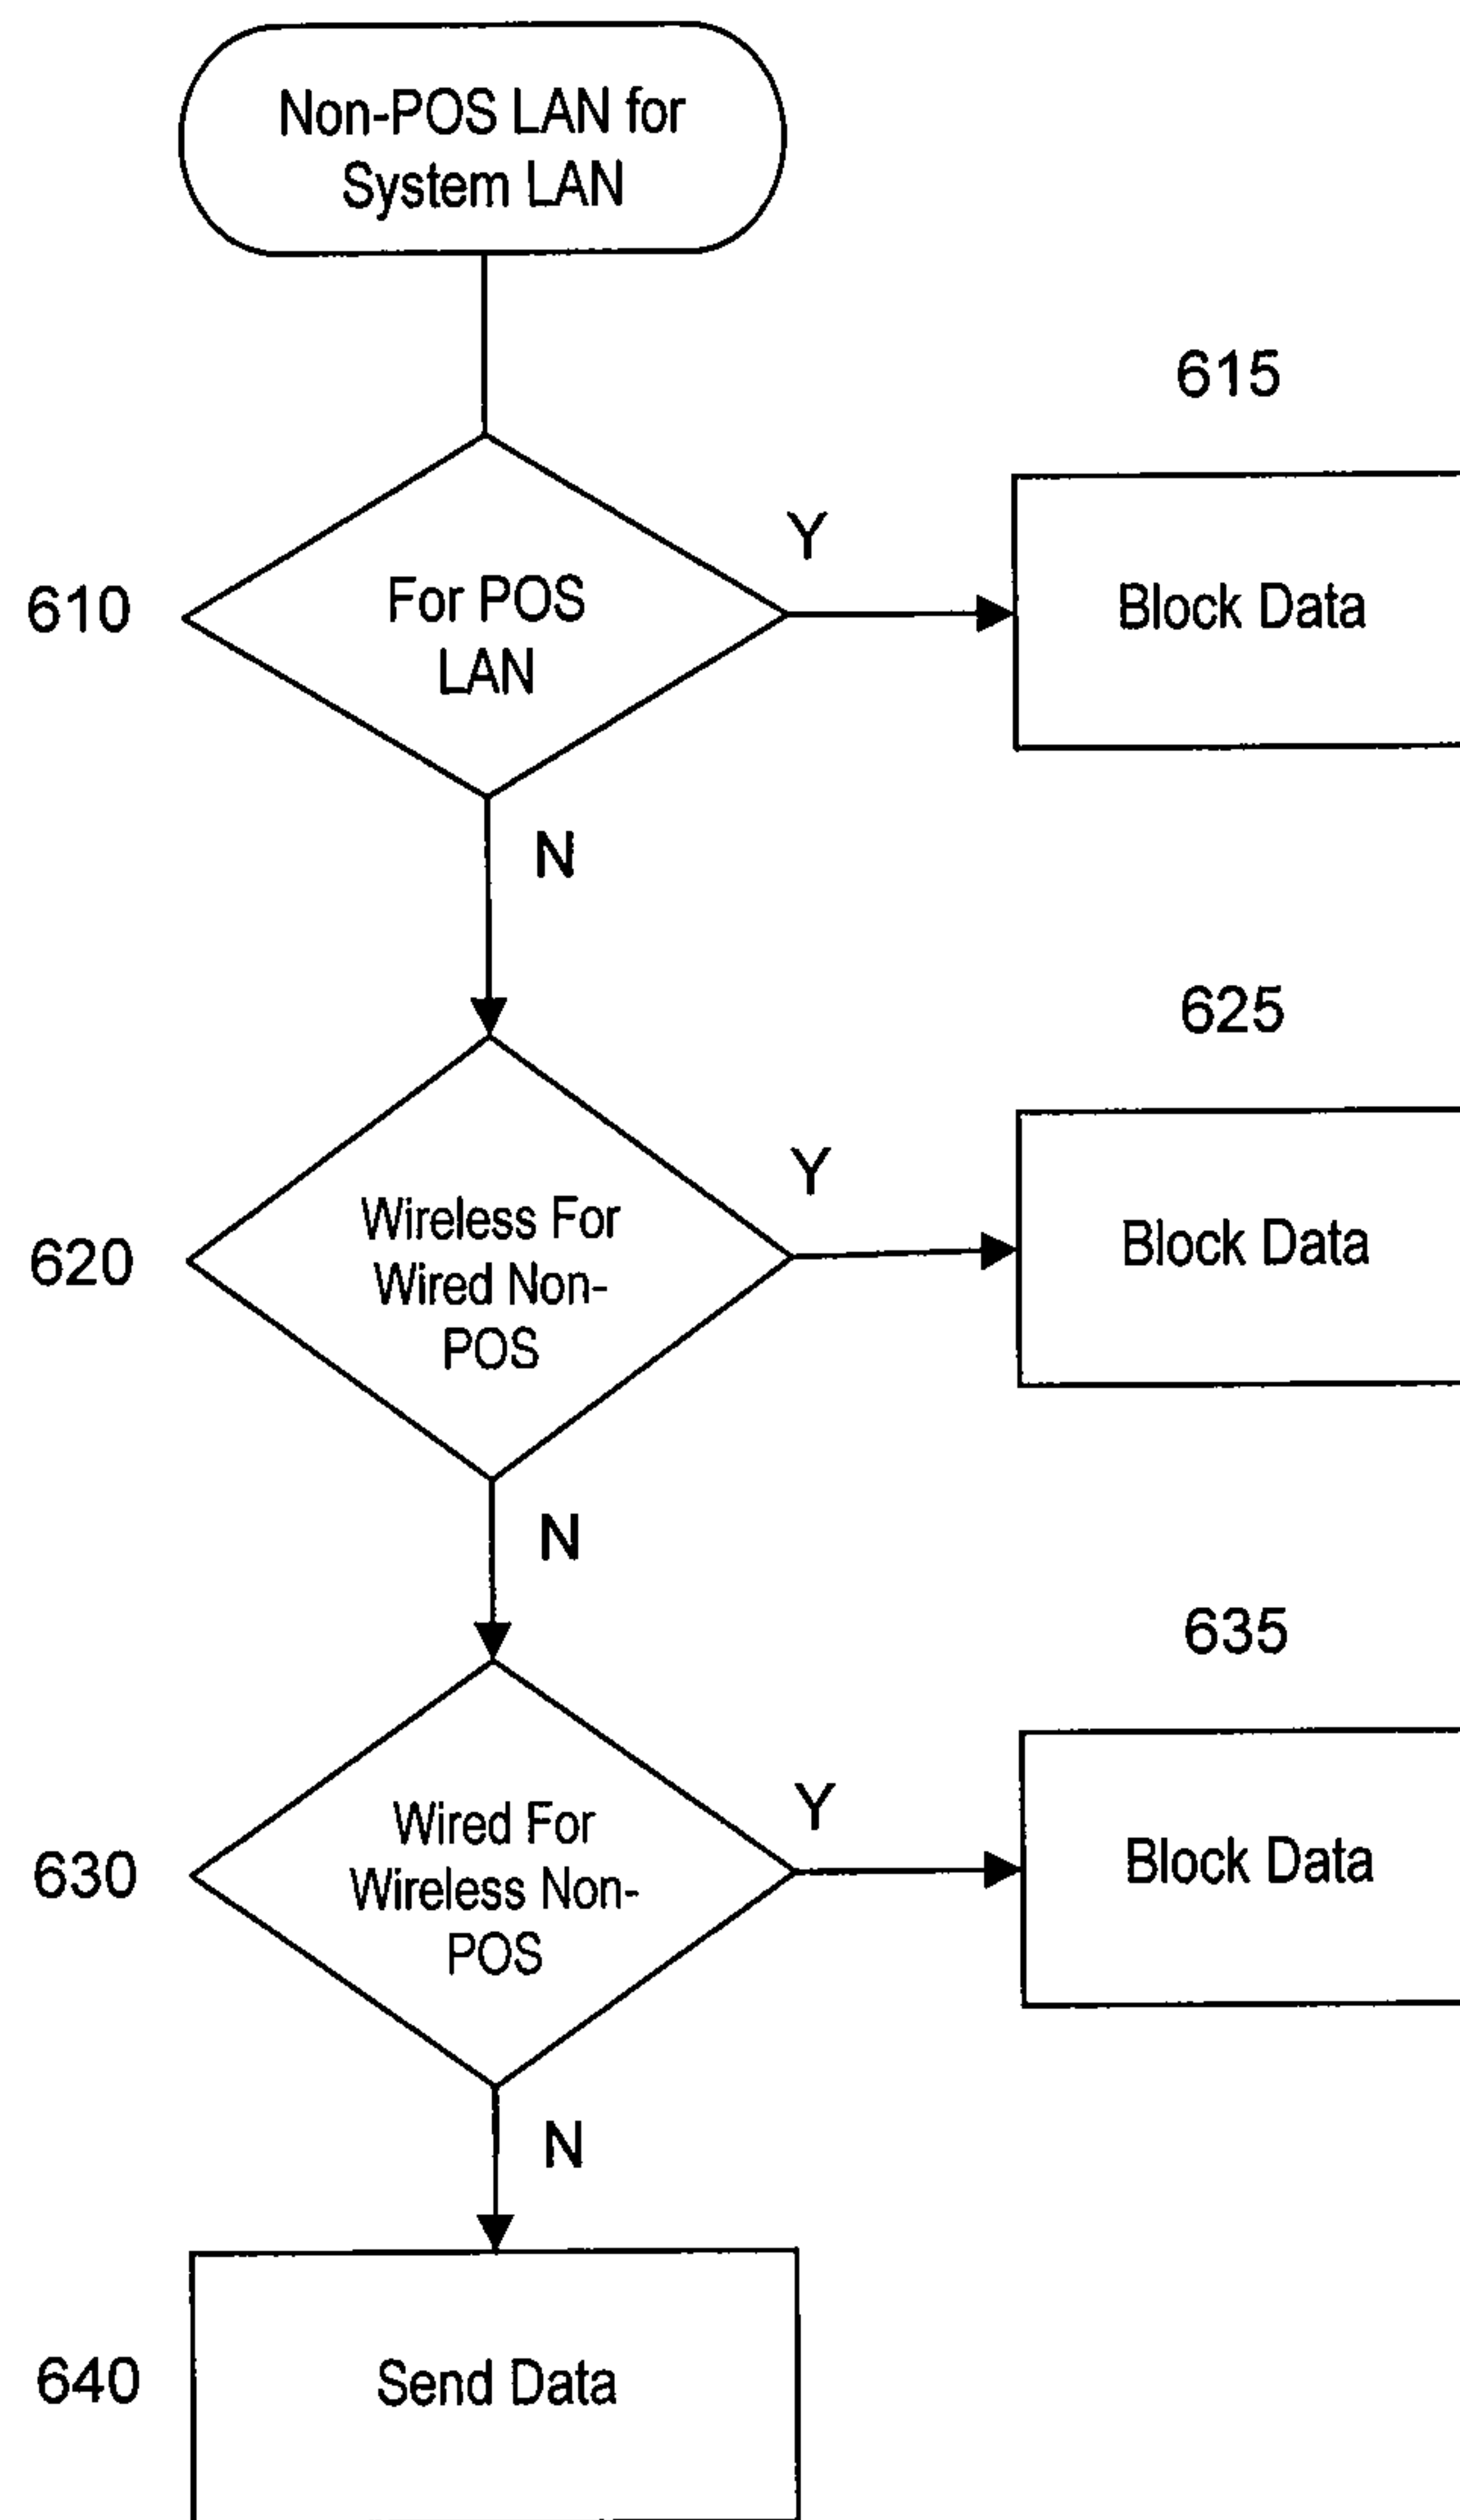 Non-POS LAN for
System LAN
615
Y
610
For POS
LAN
Block Data
N
625
Y
620
Wireless For
Wired Non-
POS
Block Data
N
635
Y
630
Wired For
Wireless Non-
POS
Block Data
N
640
Send Data